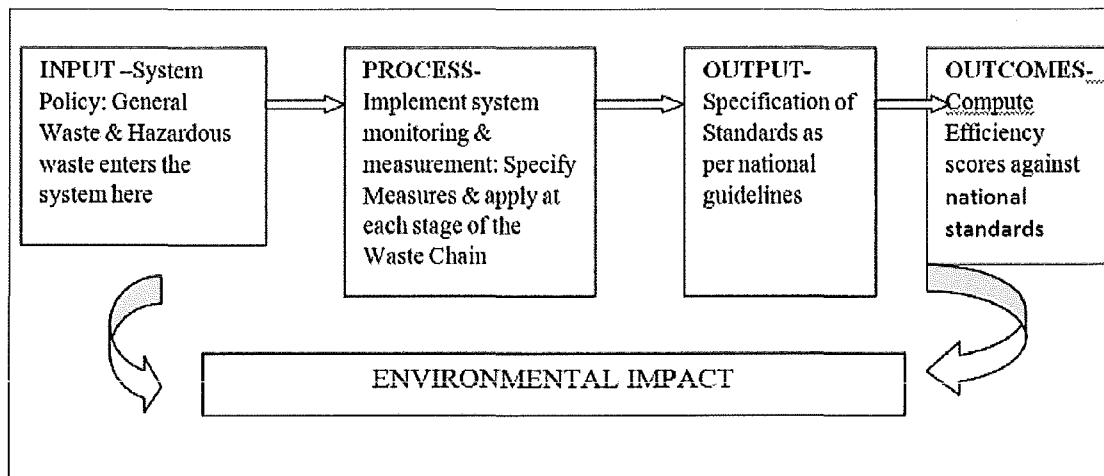 INPUT –System
Policy: General
Waste & Hazardous
waste enters the
system here
PROCESS-
Implement system
monitoring &
measurement: Specify
Measures & apply at
each stage of the
Waste Chain
OUTPUT-
Specification of
Standards as
per national
guidelines
OUTCOMES-
Compute
Efficiency
scores against
national
standards
ENVIRONMENTAL IMPACT